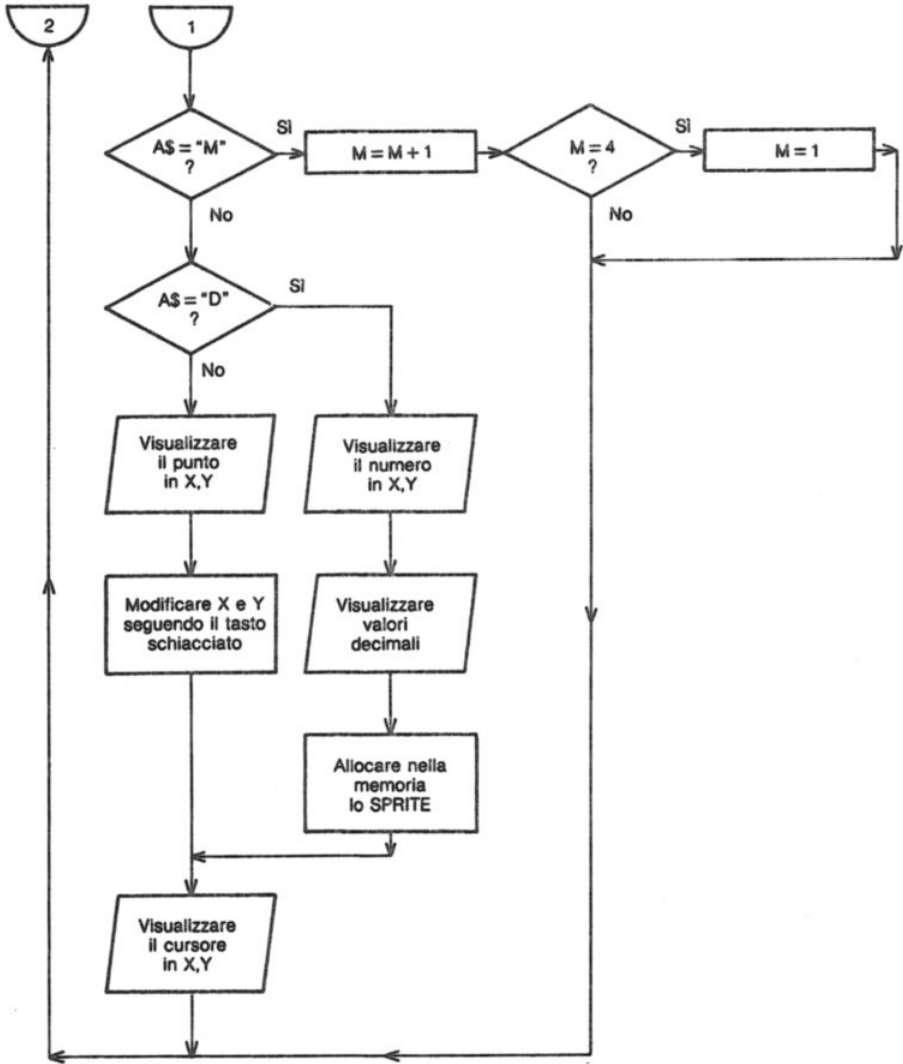 2
1
A$ = "M"
?
Sì
M = M + 1
M = 4
?
Sì
M = 1
No
No
A$ = "D"
?
Sì
No
Visualizzare
il punto
in X,Y
Visualizzare
il numero
in X,Y
Modificare X e Y
seguendo il tasto
schiacciato
Visualizzare
valori
decimali
Allocare nella
memoria
lo SPRITE
Visualizzare
il cursore
in X,Y